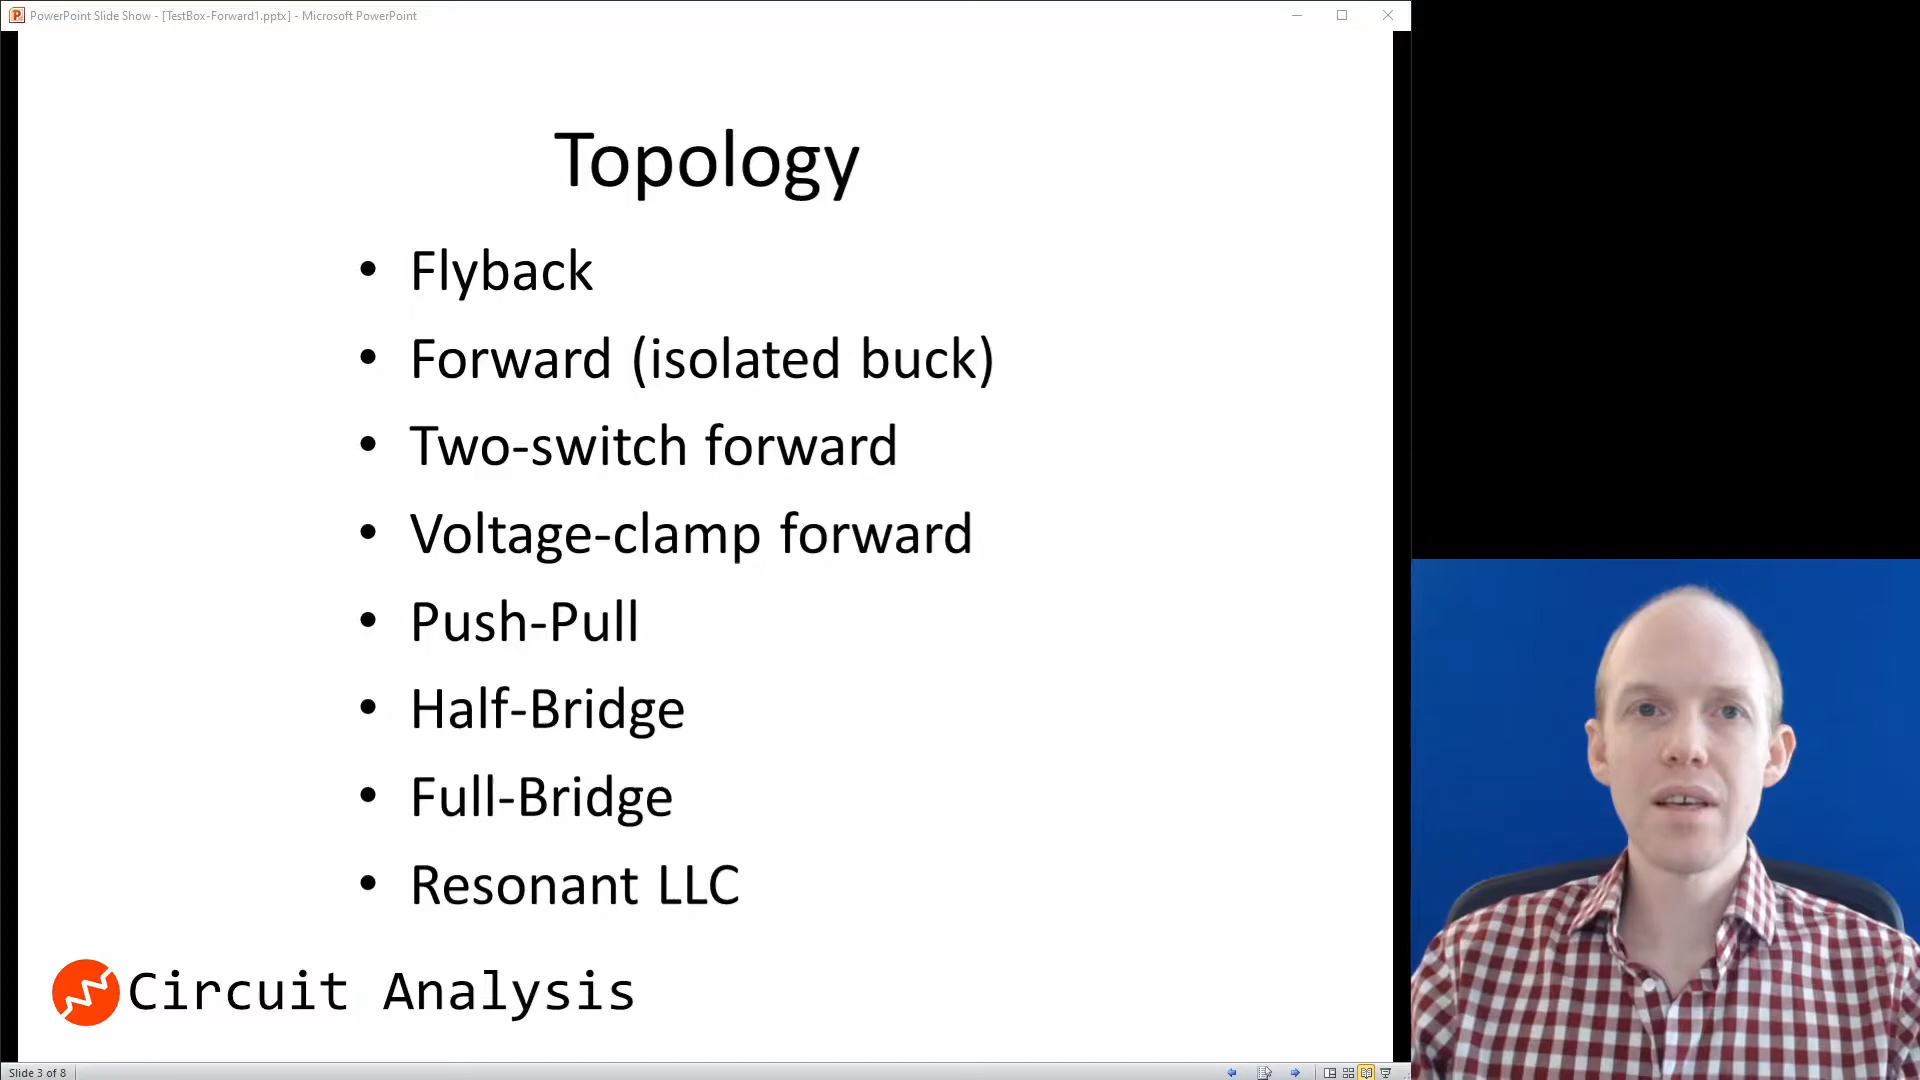 PowerPoint Slide Show - [TestBox-Forward1.pptx] - Microsoft PowerPoint
Topology
• Flyback
• Forward (isolated buck)
• Two-switch forward
• Voltage-clamp forward
• Push-Pull
• Half-Bridge
• Full-Bridge
• Resonant LLC
Circuit Analysis
Slide 3 of 8